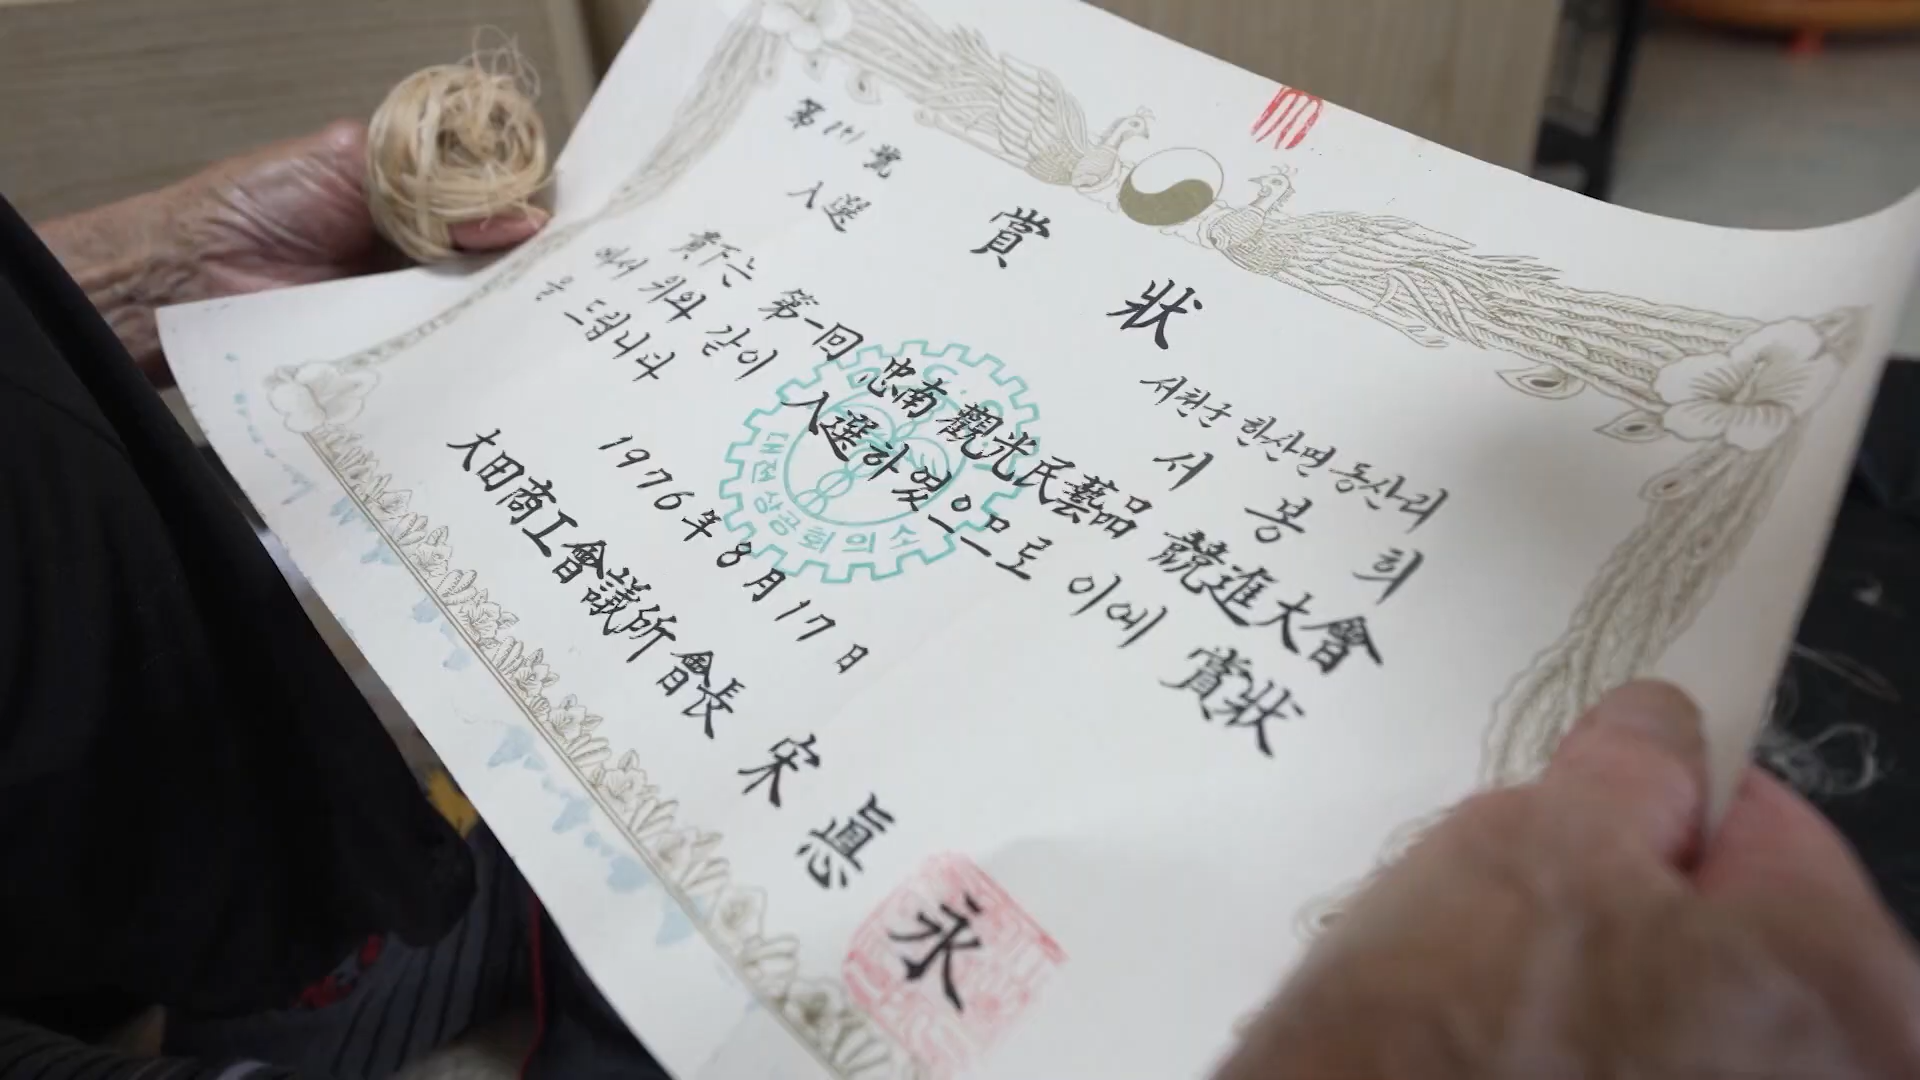 第111號
賞狀
入選
서천군 한산면 동산리
서봉희
貴下는 第一回 忠南觀光民藝品 競進大會
에서 위와 같이 入選하였으므로 이에 賞狀
을 드립니다
1976年8月17日
大田商工會議所 會長 宋眞永
대전상공회의소